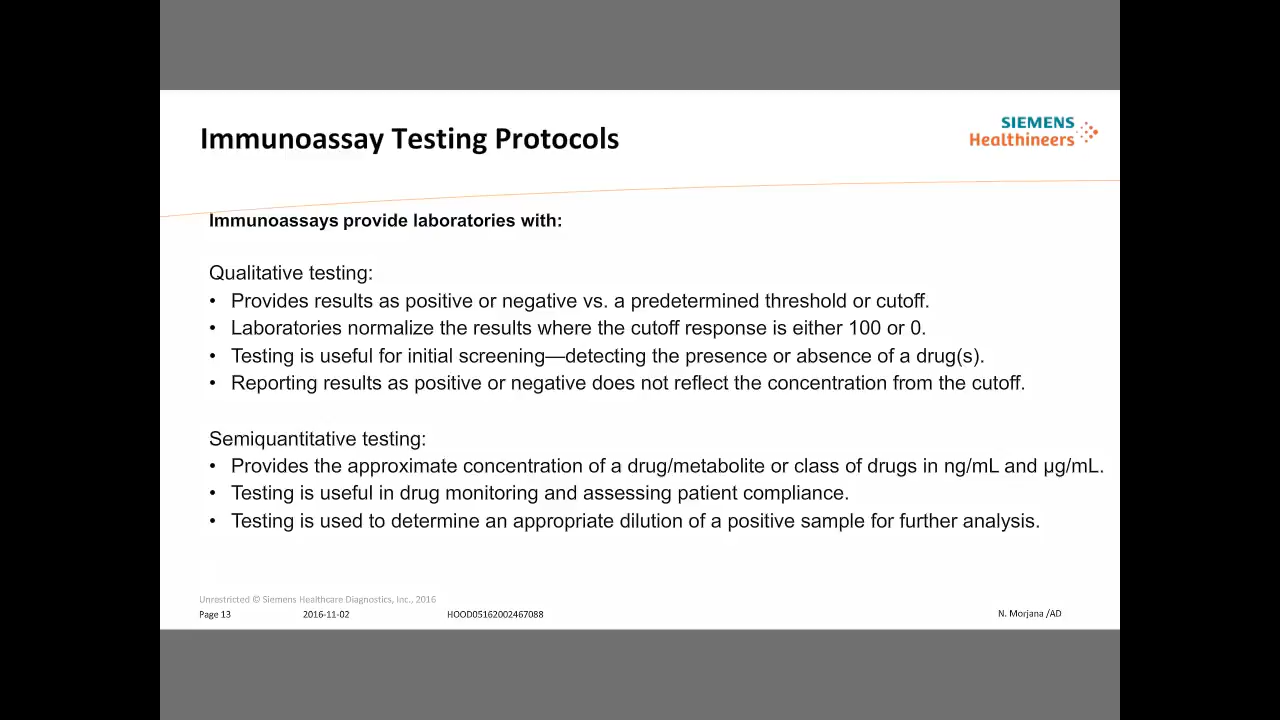 Immunoassay Testing Protocols
SIEMENS
Healthineers
Immunoassays provide laboratories with:
Qualitative testing:
• Provides results as positive or negative vs. a predetermined threshold or cutoff.
• Laboratories normalize the results where the cutoff response is either 100 or 0.
• Testing is useful for initial screening—detecting the presence or absence of a drug(s).
• Reporting results as positive or negative does not reflect the concentration from the cutoff.
Semiquantitative testing:
• Provides the approximate concentration of a drug/metabolite or class of drugs in ng/mL and µg/mL.
• Testing is useful in drug monitoring and assessing patient compliance.
• Testing is used to determine an appropriate dilution of a positive sample for further analysis.
Unrestricted © Siemens Healthcare Diagnostics, Inc., 2016
Page 13 2016-11-02 HOOD05162002467088 N. Morjana /AD